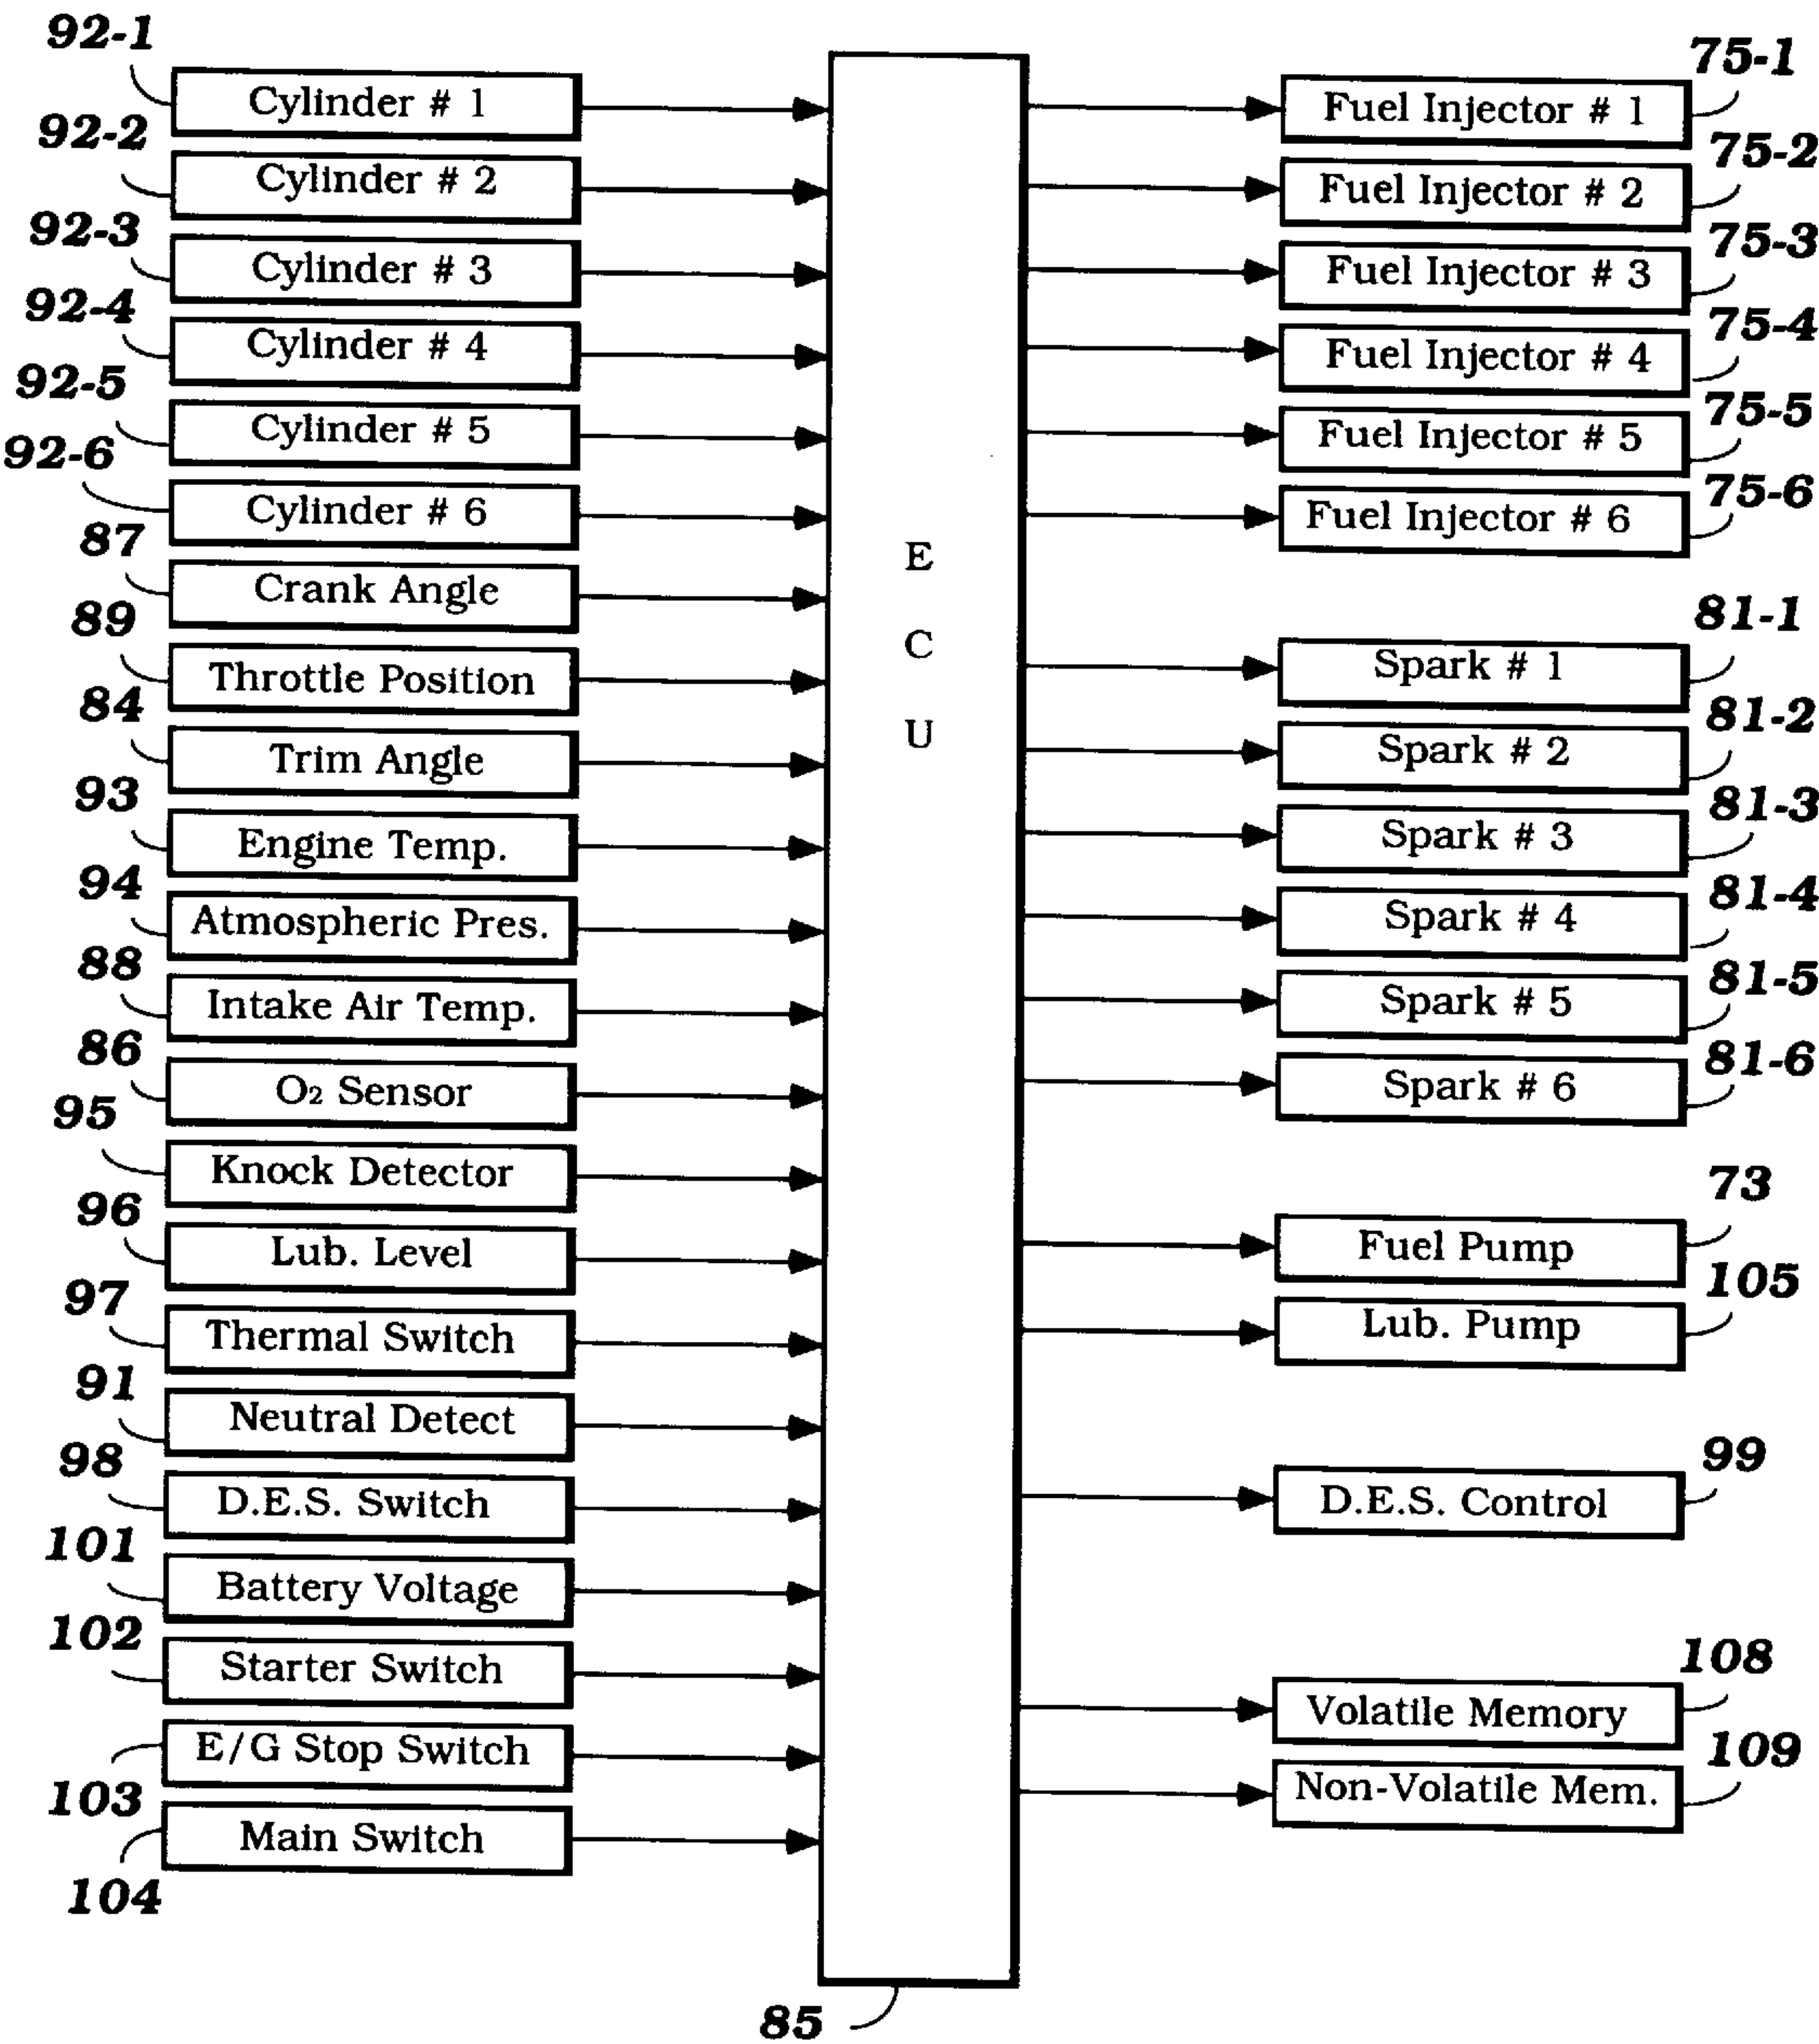 92-1
Cylinder # 1
92-2
Cylinder # 2
92-3
Cylinder # 3
92-4
Cylinder # 4
92-5
Cylinder # 5
92-6
Cylinder # 6
87
Crank Angle
89
Throttle Position
84
Trim Angle
93
Engine Temp.
94
Atmospheric Pres.
88
Intake Air Temp.
86
O₂ Sensor
95
Knock Detector
96
Lub. Level
97
Thermal Switch
91
Neutral Detect
98
D.E.S. Switch
101
Battery Voltage
102
Starter Switch
E/G Stop Switch
103
Main Switch
104
E
C
U
85
75-1
Fuel Injector # 1
75-2
Fuel Injector # 2
75-3
Fuel Injector # 3
75-4
Fuel Injector # 4
75-5
Fuel Injector # 5
75-6
Fuel Injector # 6
81-1
Spark # 1
81-2
Spark # 2
81-3
Spark # 3
81-4
Spark # 4
81-5
Spark # 5
81-6
Spark # 6
73
Fuel Pump
105
Lub. Pump
99
D.E.S. Control
108
Volatile Memory
109
Non-Volatile Mem.